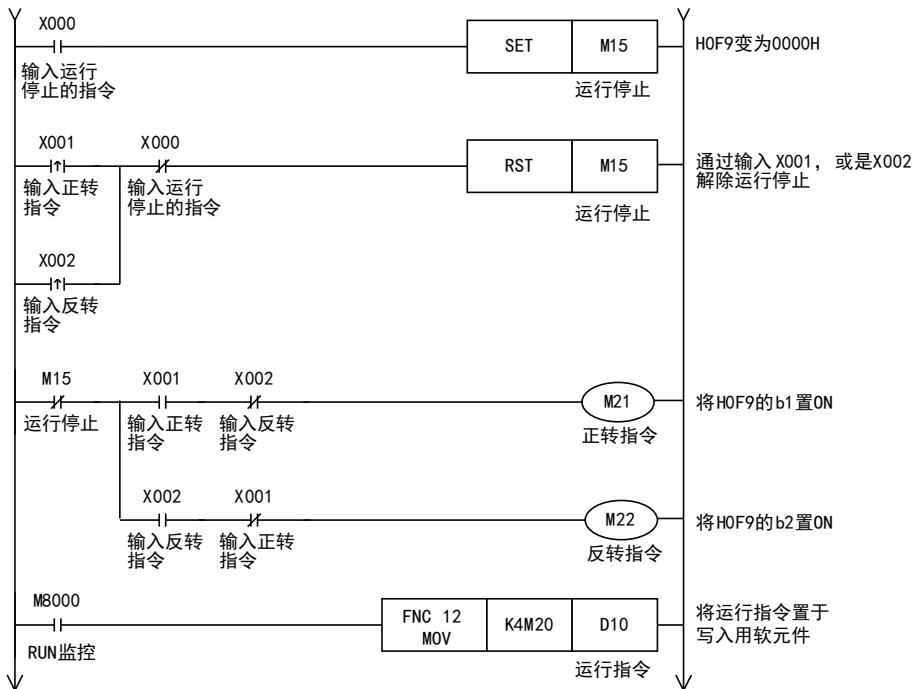 X000
SET M15 H0F9变为0000H
输入运行
停止的指令
运行停止
X001 X000
RST M15 通过输入X001，或是X002
解除运行停止
输入正转
指令
输入运行
停止的指令
运行停止
X002
输入反转
指令
M15 X001 X002
M21 将H0F9的b1置ON
运行停止
输入正转
指令
输入反转
指令
正转指令
X002 X001
M22 将H0F9的b2置ON
输入反转
指令
输入正转
指令
反转指令
M8000
FNC 12
MOV
K4M20 D10
将运行指令置于
写入用软元件
RUN监控
运行指令